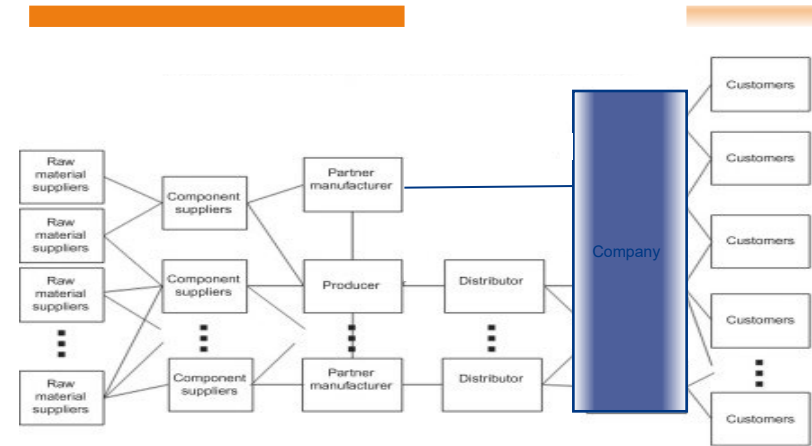 Customers
Customers
Customers
Customers
Customers
Raw
material
suppliers
Raw
material
suppliers
Raw
material
suppliers
Raw
material
suppliers
Component
suppliers
Component
suppliers
Component
suppliers
Partner
manufacturer
Producer
Partner
manufacturer
Distributor
Distributor
Company